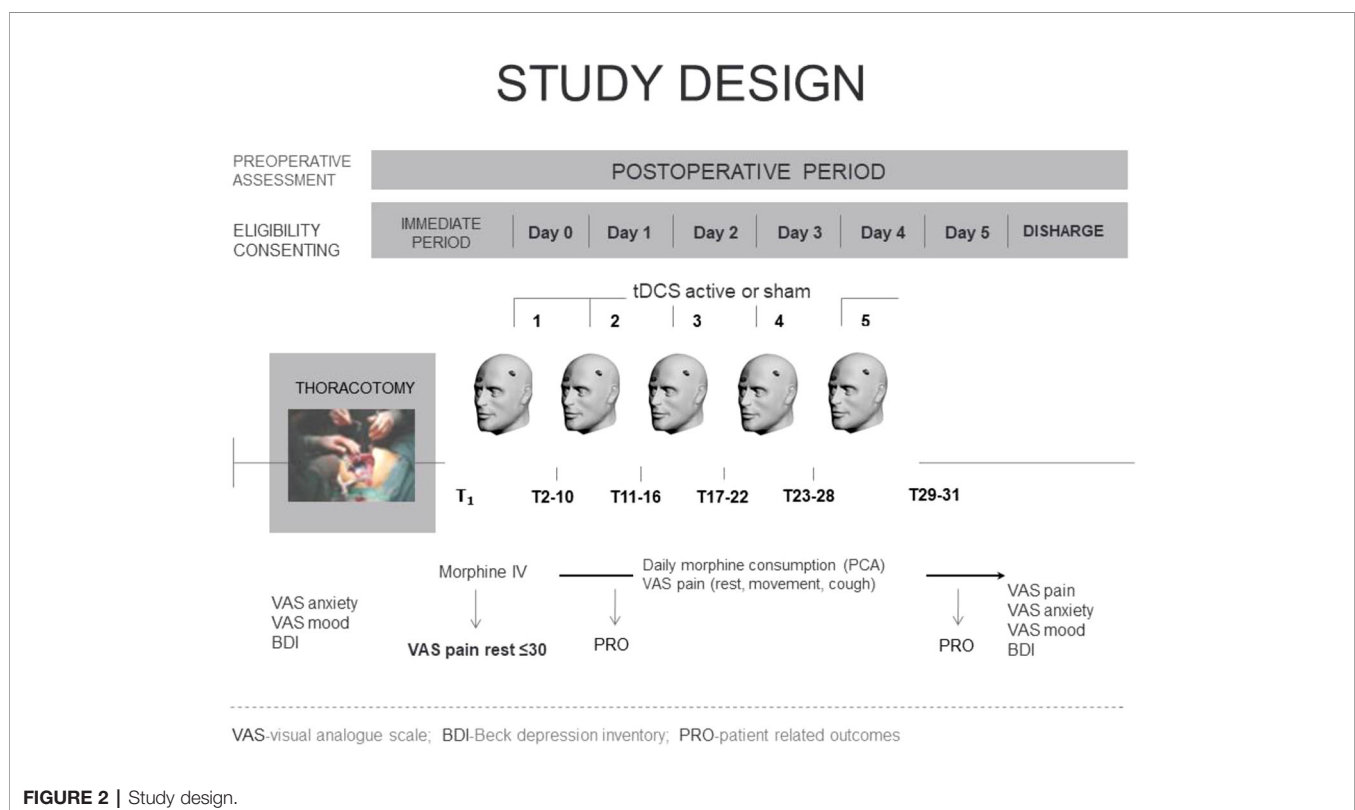 STUDY DESIGN
PREOPERATIVE
ASSESSMENT
POSTOPERATIVE PERIOD
ELIGIBILITY
CONSENTING
IMMEDIATE
PERIOD
Day 0
Day 1
Day 2
Day 3
Day 4
Day 5
DISHARGE
tDCS active or sham
1
2
3
4
5
THORACOTOMY
T₁
T2-10
T11-16
T17-22
T23-28
T29-31
Morphine IV
Daily morphine consumption (PCA)
VAS pain (rest, movement, cough)
VAS anxiety
VAS mood
BDI
VAS pain rest ≤30
PRO
PRO
VAS pain
VAS anxiety
VAS mood
BDI
VAS-visual analogue scale; BDI-Beck depression inventory; PRO-patient related outcomes
FIGURE 2 | Study design.